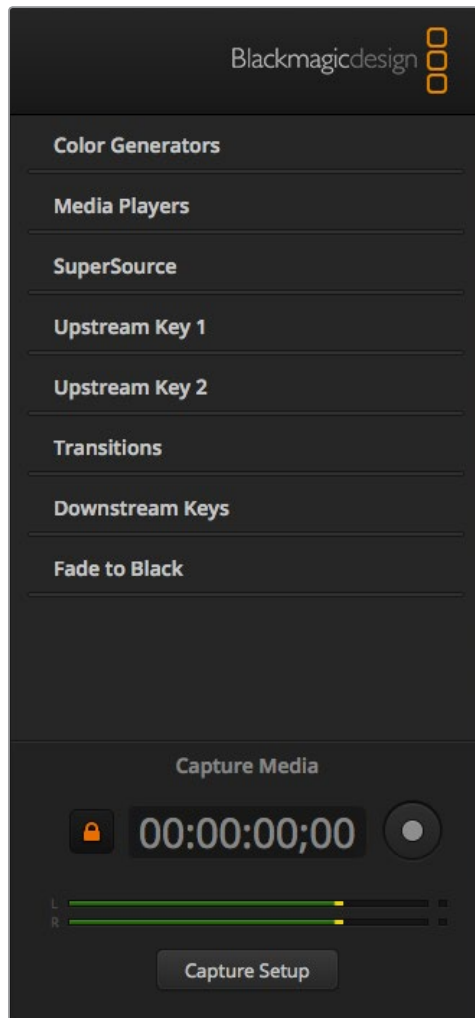 Blackmagicdesign
Color Generators
Media Players
SuperSource
Upstream Key 1
Upstream Key 2
Transitions
Downstream Keys
Fade to Black
Capture Media
00:00:00;00
L
R
Capture Setup